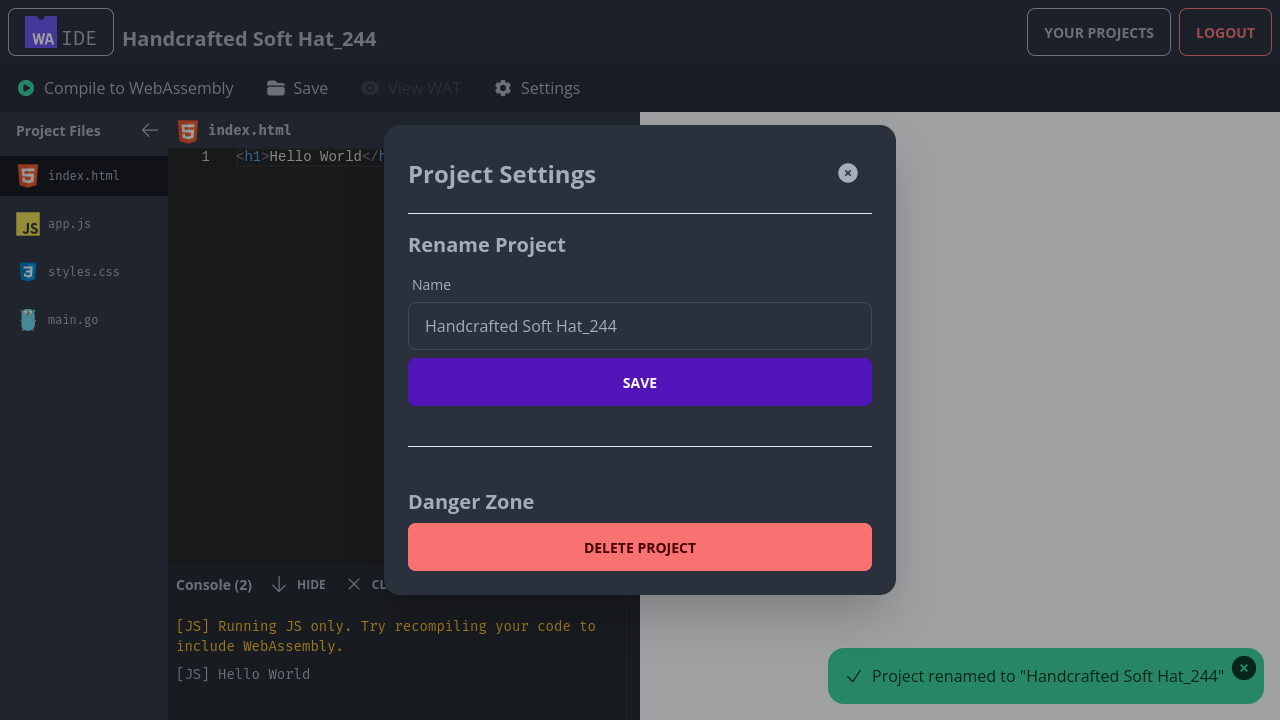 WA IDE
Handcrafted Soft Hat_244
YOUR PROJECTS
LOGOUT
Compile to WebAssembly
Save
View WAT
Settings
Project Files
index.html
app.js
styles.css
main.go
index.html
1 <h1>Hello World</h
Project Settings
Rename Project
Name
Handcrafted Soft Hat_244
SAVE
Danger Zone
DELETE PROJECT
Console (2)
HIDE
CL
[JS] Running JS only. Try recompiling your code to
include WebAssembly.
[JS] Hello World
Project renamed to "Handcrafted Soft Hat_244"